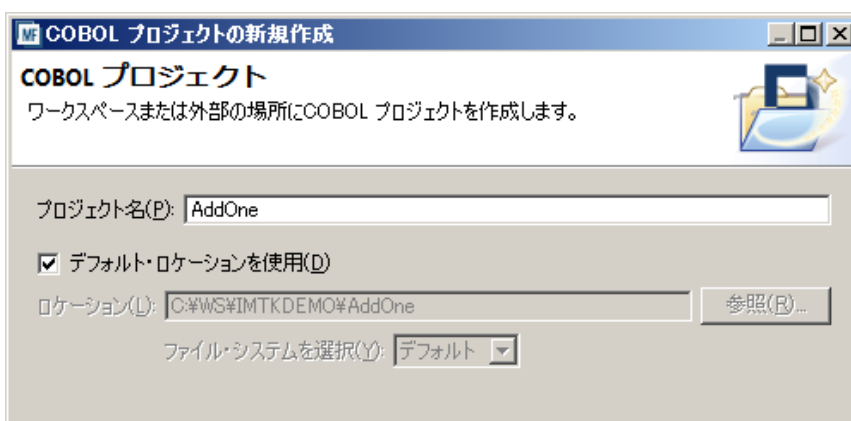 COBOL プロジェクトの新規作成
COBOL プロジェクト
ワークスペースまたは外部の場所にCOBOL プロジェクトを作成します。
プロジェクト名(P): AddOne
デフォルト・ロケーションを使用(D)
ロケーション(L): C:¥WS¥IMTKDEMO¥AddOne 参照(R)...
ファイル・システムを選択(Y): デフォルト